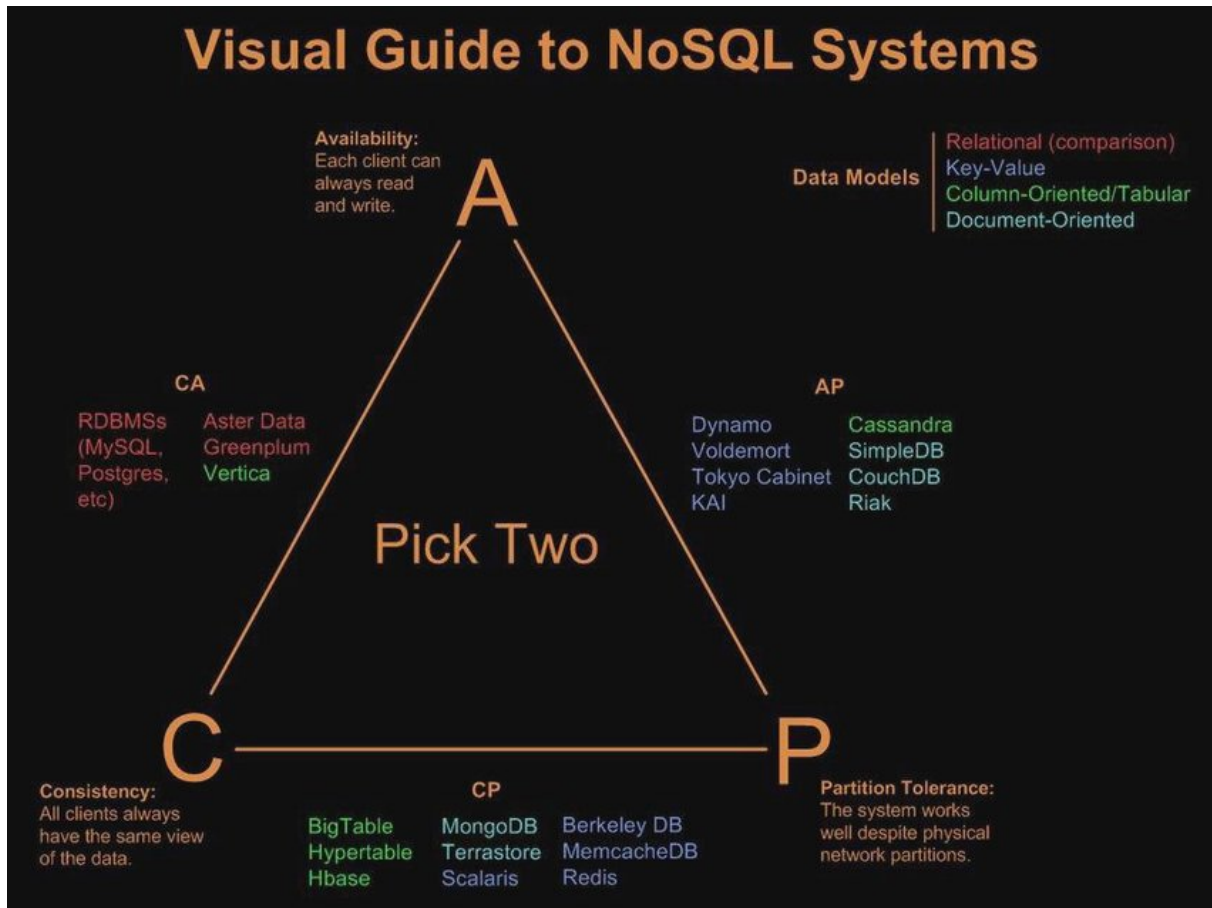 Visual Guide to NoSQL Systems
Availability:
Each client can
always read
and write.
A
Data Models
Relational (comparison)
Key-Value
Column-Oriented/Tabular
Document-Oriented
CA
RDBMSs
(MySQL,
Postgres,
etc)
Aster Data
Greenplum
Vertica
AP
Dynamo
Voldemort
Tokyo Cabinet
KAI
Cassandra
SimpleDB
CouchDB
Riak
Pick Two
C
Consistency:
All clients always
have the same view
of the data.
CP
BigTable
Hypertable
Hbase
MongoDB
Terrastore
Scalaris
Berkeley DB
MemcacheDB
Redis
P
Partition Tolerance:
The system works
well despite physical
network partitions.